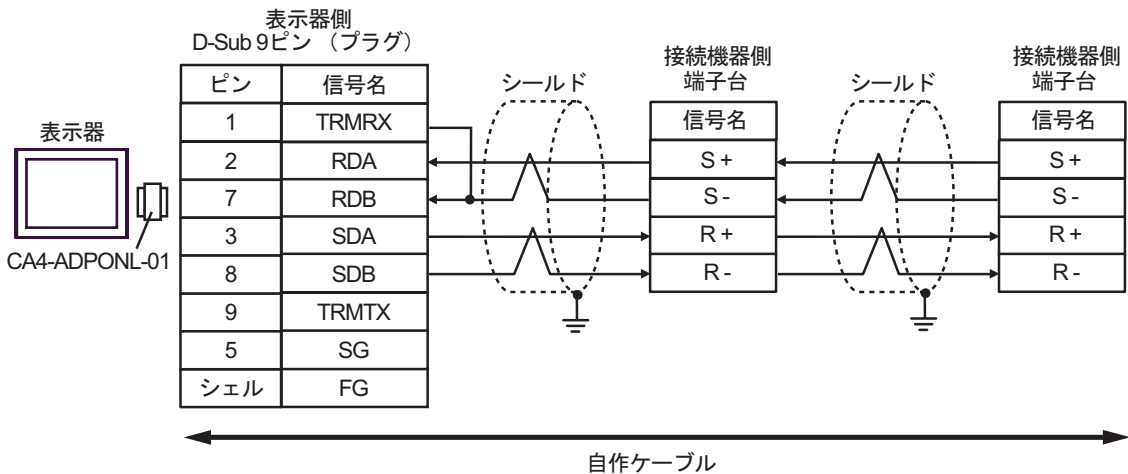 表示器側
D-Sub 9ピン （プラグ）
ピン 信号名
1 TRMRX
2 RDA
7 RDB
3 SDA
8 SDB
9 TRMTX
5 SG
シェル FG
表示器
CA4-ADPONL-01
シールド
接続機器側
端子台
信号名
S +
S -
R +
R -
シールド
接続機器側
端子台
信号名
S +
S -
R +
R -
自作ケーブル